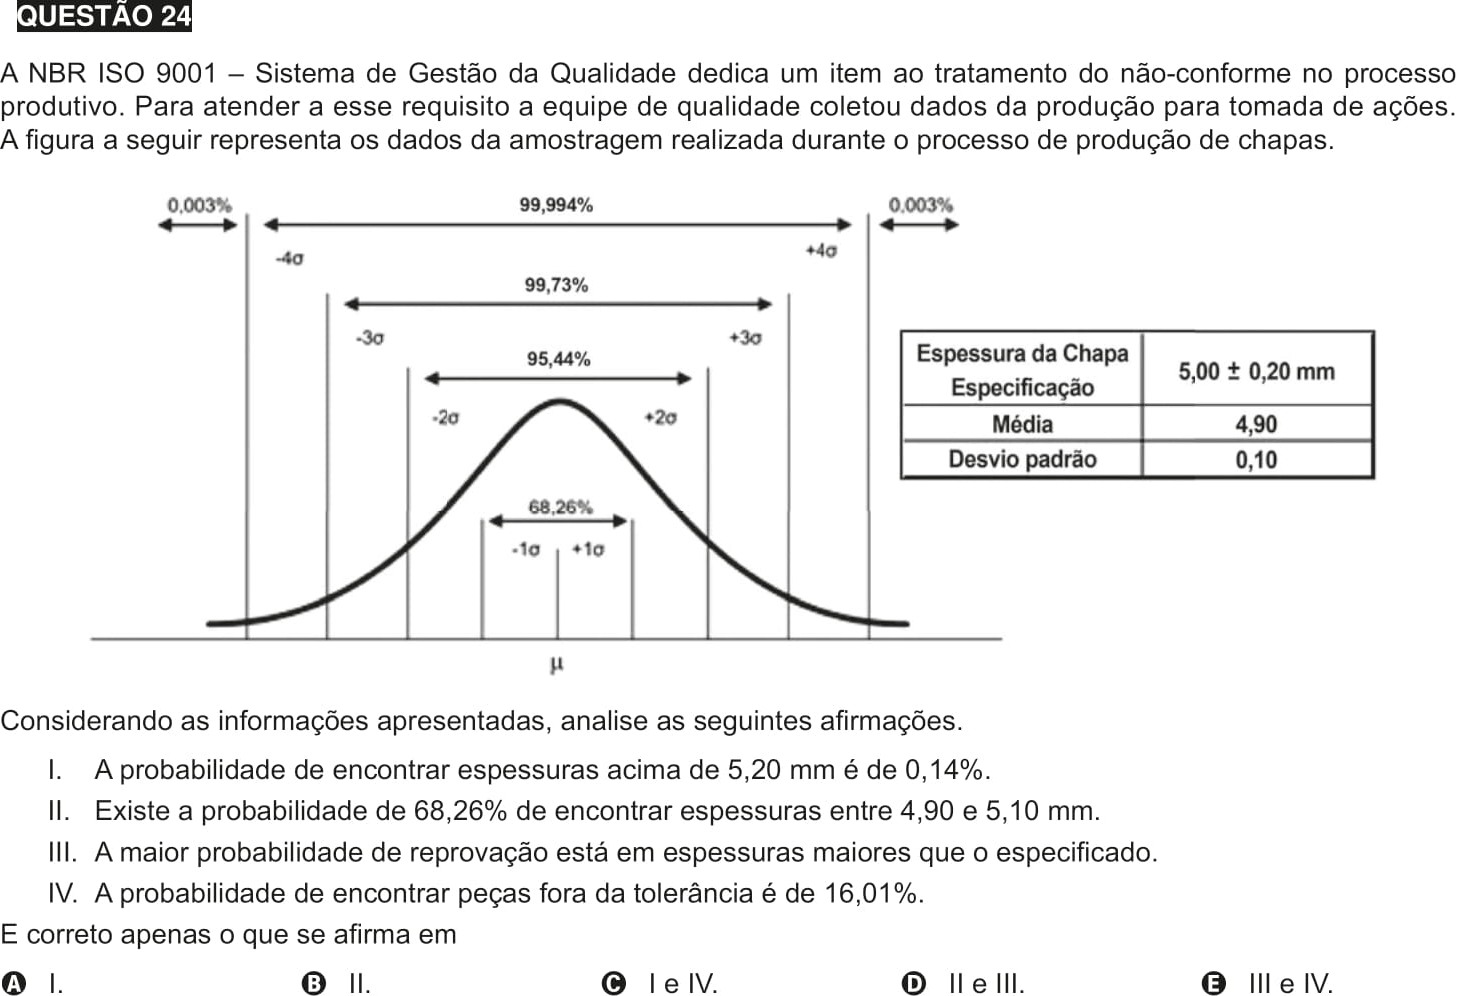 QUESTÃO 24
A NBR ISO 9001 – Sistema de Gestão da Qualidade dedica um item ao tratamento do não-conforme no processo
produtivo. Para atender a esse requisito a equipe de qualidade coletou dados da produção para tomada de ações.
A figura a seguir representa os dados da amostragem realizada durante o processo de produção de chapas.
0,003% 99,994% 0,003%
-4σ +4σ
99,73%
-3σ +3σ
95,44%
-2σ +2σ
68,26%
-1σ +1σ
μ
Espessura da Chapa
Especificação 5,00 ± 0,20 mm
Média 4,90
Desvio padrão 0,10
Considerando as informações apresentadas, analise as seguintes afirmações.
I. A probabilidade de encontrar espessuras acima de 5,20 mm é de 0,14%.
II. Existe a probabilidade de 68,26% de encontrar espessuras entre 4,90 e 5,10 mm.
III. A maior probabilidade de reprovação está em espessuras maiores que o especificado.
IV. A probabilidade de encontrar peças fora da tolerância é de 16,01%.
E correto apenas o que se afirma em
A I. B II. C I e IV. D II e III. E III e IV.